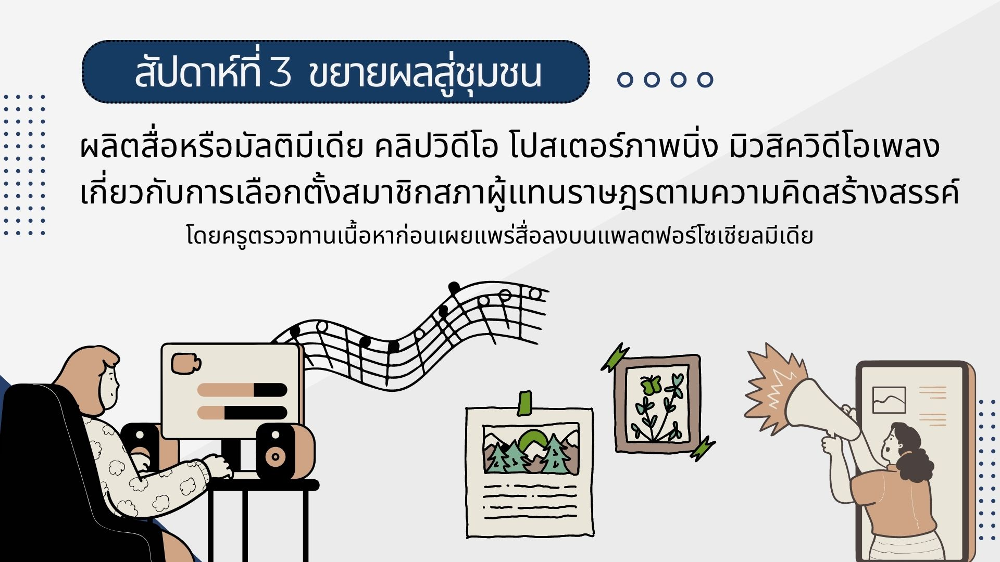 สัปดาห์ที่ 3 ขยายผลสู่ชุมชน
ผลิตสื่อหรือมัลติมีเดีย คลิปวิดีโอ โปสเตอร์ภาพนิ่ง มิวสิควิดีโอเพลง
เกี่ยวกับการเลือกตั้งสมาชิกสภาผู้แทนราษฎรตามความคิดสร้างสรรค์
โดยครูตรวจทานเนื้อหาก่อนเผยแพร่สื่อลงบนแพลตฟอร์โซเชียลมีเดีย